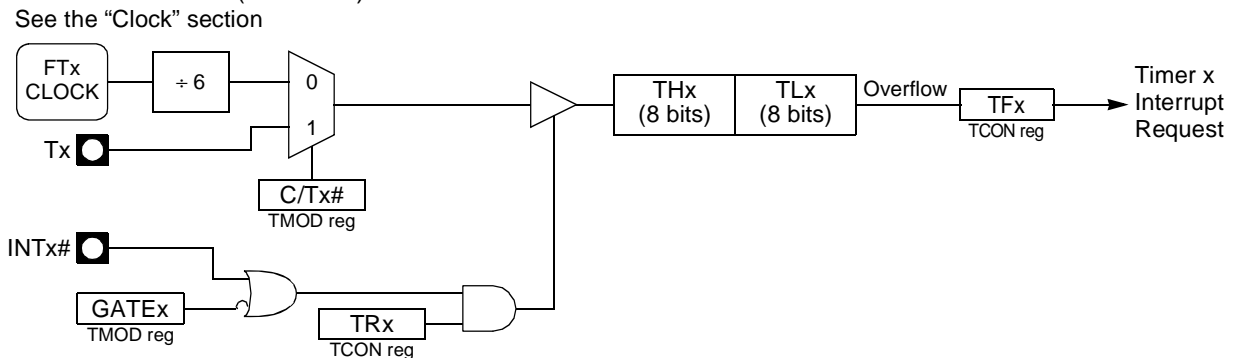 See the “Clock” section
FTx
CLOCK
÷ 6
0
1
Tx
C/Tx#
TMOD reg
THx
(8 bits)
TLx
(8 bits)
Overflow
TFx
TCON reg
Timer x
Interrupt
Request
INTx#
GATEx
TMOD reg
TRx
TCON reg